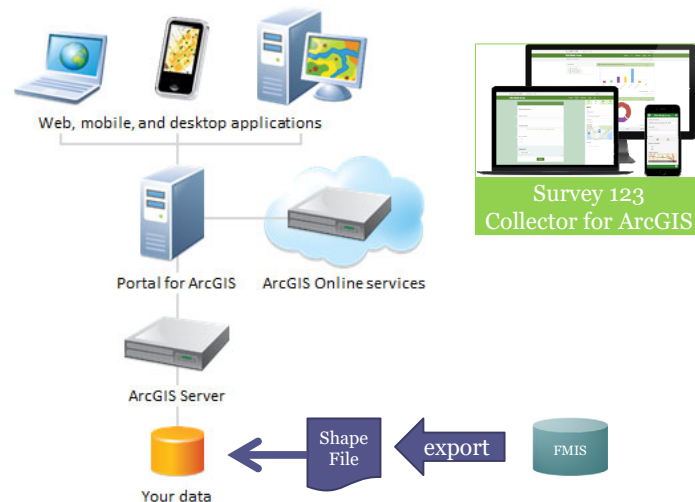 Web, mobile, and desktop applications
Survey 123
Collector for ArcGIS
Portal for ArcGIS
ArcGIS Online services
ArcGIS Server
Shape
File
export
FMIS
Your data